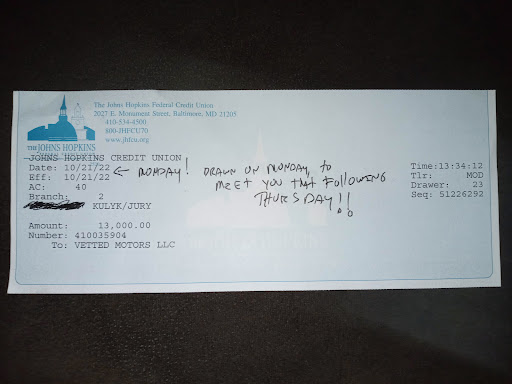 The Johns Hopkins Federal Credit Union
2027 E. Monument Street, Baltimore, MD 21205
410-534-4500
800-JHFCU70
www.jhfcu.org
THE JOHNS HOPKINS
JOHNS HOPKINS CREDIT UNION
Date: 10/21/22 ← MONDAY! DRAWN ON MONDAY, TO Time:13:34:12
Eff: 10/21/22 MEET YOU THAT FOLLOWING Tlr: MOD
AC: 40 THURSDAY!! Drawer: 23
Branch: 2 Seq: 51226292
KULYK/JURY
Amount: 13,000.00
Number: 410035904
To: VETTED MOTORS LLC